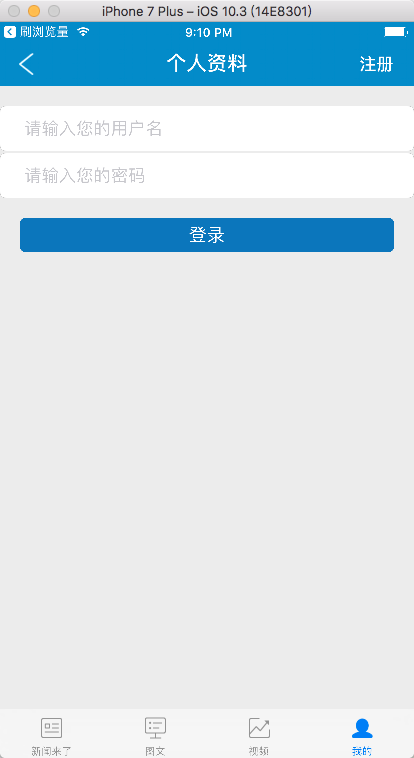 iPhone 7 Plus – iOS 10.3 (14E8301)
刷浏览量 9:10 PM
个人资料 注册
请输入您的用户名
请输入您的密码
登录
新闻来了 图文 视频 我的